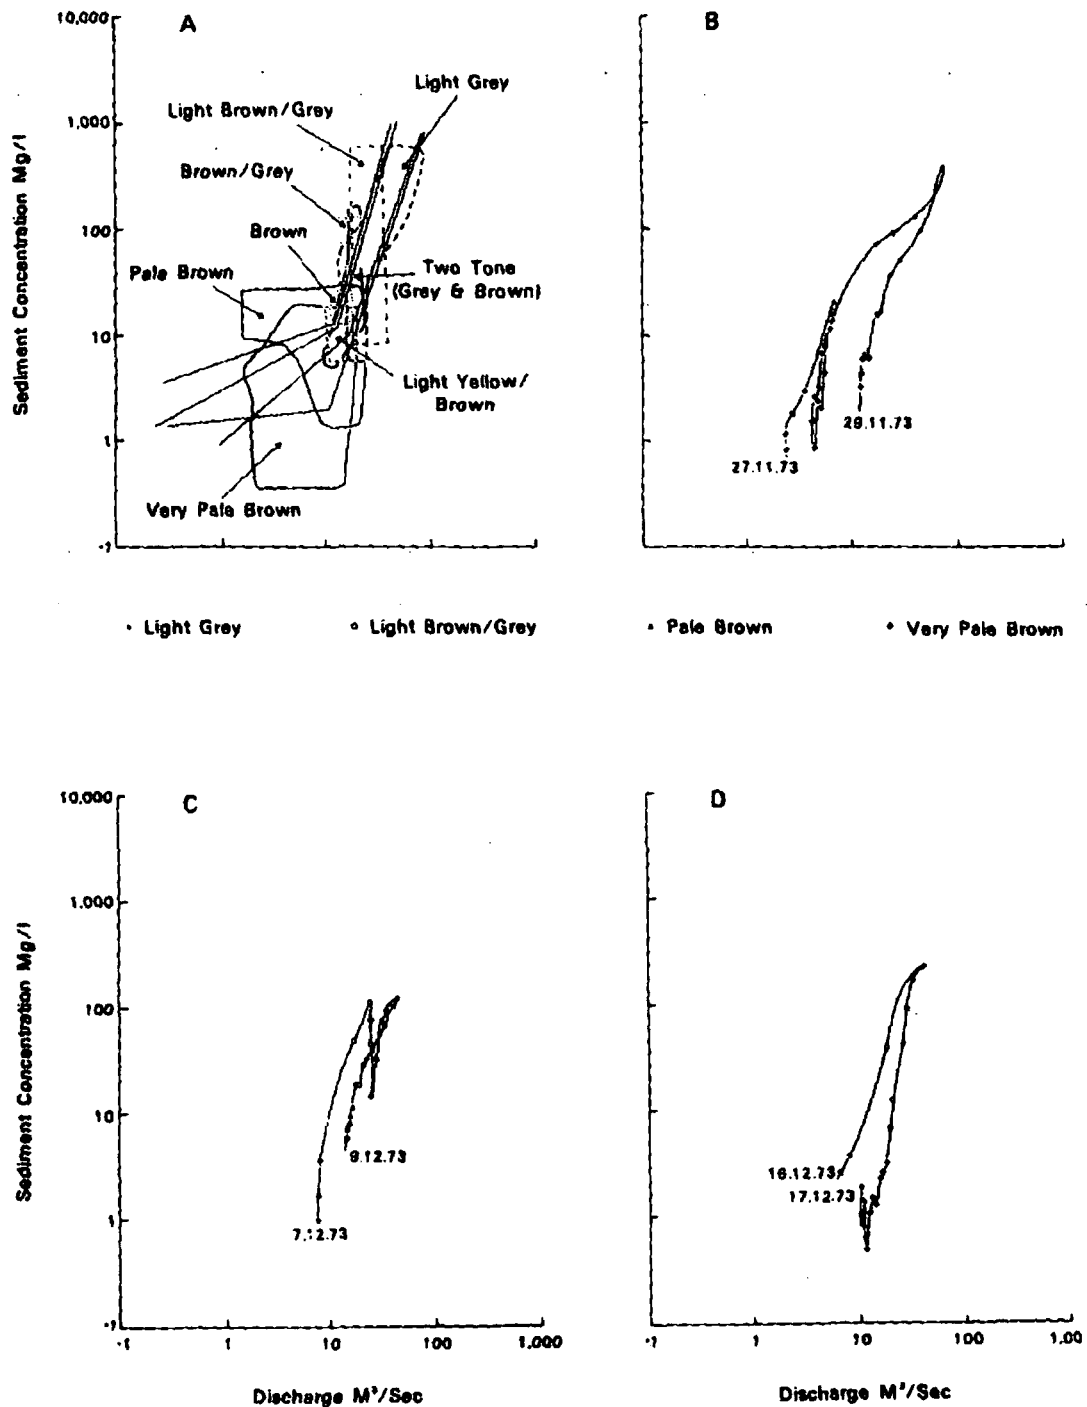 A
B
10,000
1,000
100
10
1
-1
Sediment Concentration Mg/l
Light Grey
Light Brown/Grey
Brown/Grey
Brown
Pale Brown
Two Tone
(Grey & Brown)
Light Yellow/
Brown
Very Pale Brown
29.11.73
27.11.73
Light Grey
Light Brown/Grey
Pale Brown
Very Pale Brown
C
D
10,000
1,000
100
10
1
-1
Sediment Concentration Mg/l
9.12.73
7.12.73
16.12.73
17.12.73
-1 1 10 100 1,000
-1 1 10 100 1,00
Discharge M³/Sec
Discharge M³/Sec